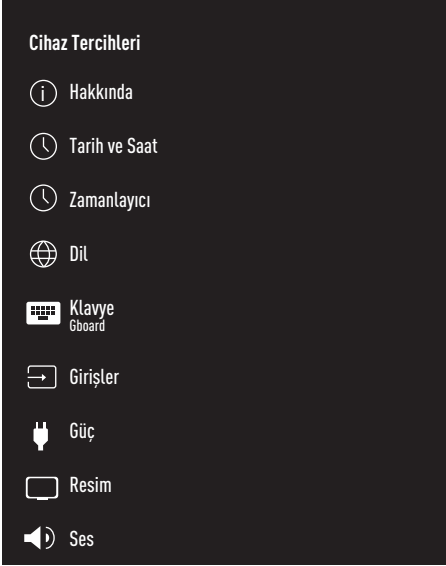 Cihaz Tercihleri
Hakkında
Tarih ve Saat
Zamanlayıcı
Dil
Klavye
Gboard
Girişler
Güç
Resim
Ses